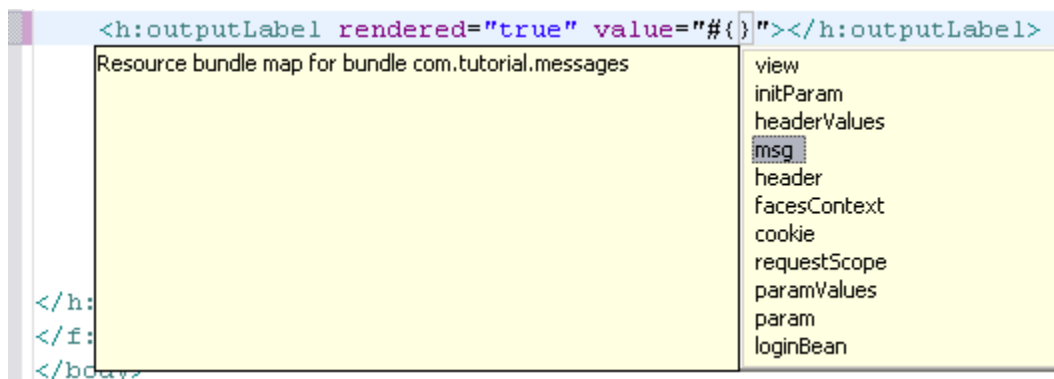 <h:outputLabel rendered="true" value="#{}"></h:outputLabel>
Resource bundle map for bundle com.tutorial.messages
view
initParam
headerValues
msg
header
facesContext
cookie
requestScope
paramValues
param
loginBean
</h:
</f:
</body>